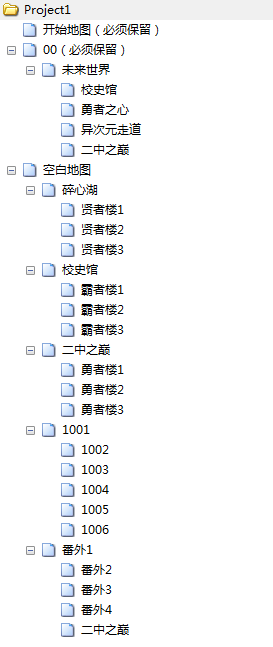 Project1
开始地图（必须保留）
00（必须保留）
未来世界
校史馆
勇者之心
异次元走道
二中之巅
空白地图
碎心湖
贤者楼1
贤者楼2
贤者楼3
校史馆
霸者楼1
霸者楼2
霸者楼3
二中之巅
勇者楼1
勇者楼2
勇者楼3
1001
1002
1003
1004
1005
1006
番外1
番外2
番外3
番外4
二中之巅